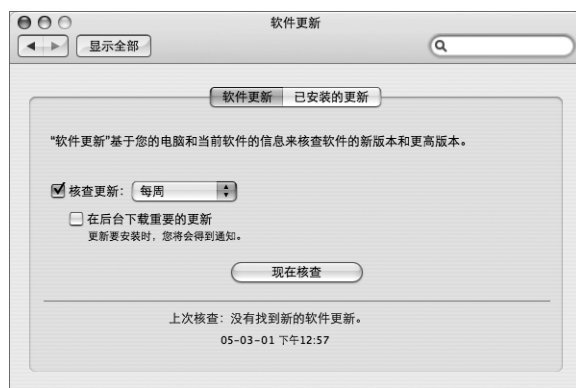 软件更新
显示全部
软件更新 已安装的更新
“软件更新”基于您的电脑和当前软件的信息来核查软件的新版本和更高版本。
核查更新： 每周
在后台下载重要的更新
更新要安装时，您将会得到通知。
现在核查
上次核查：没有找到新的软件更新。
05-03-01 下午12:57